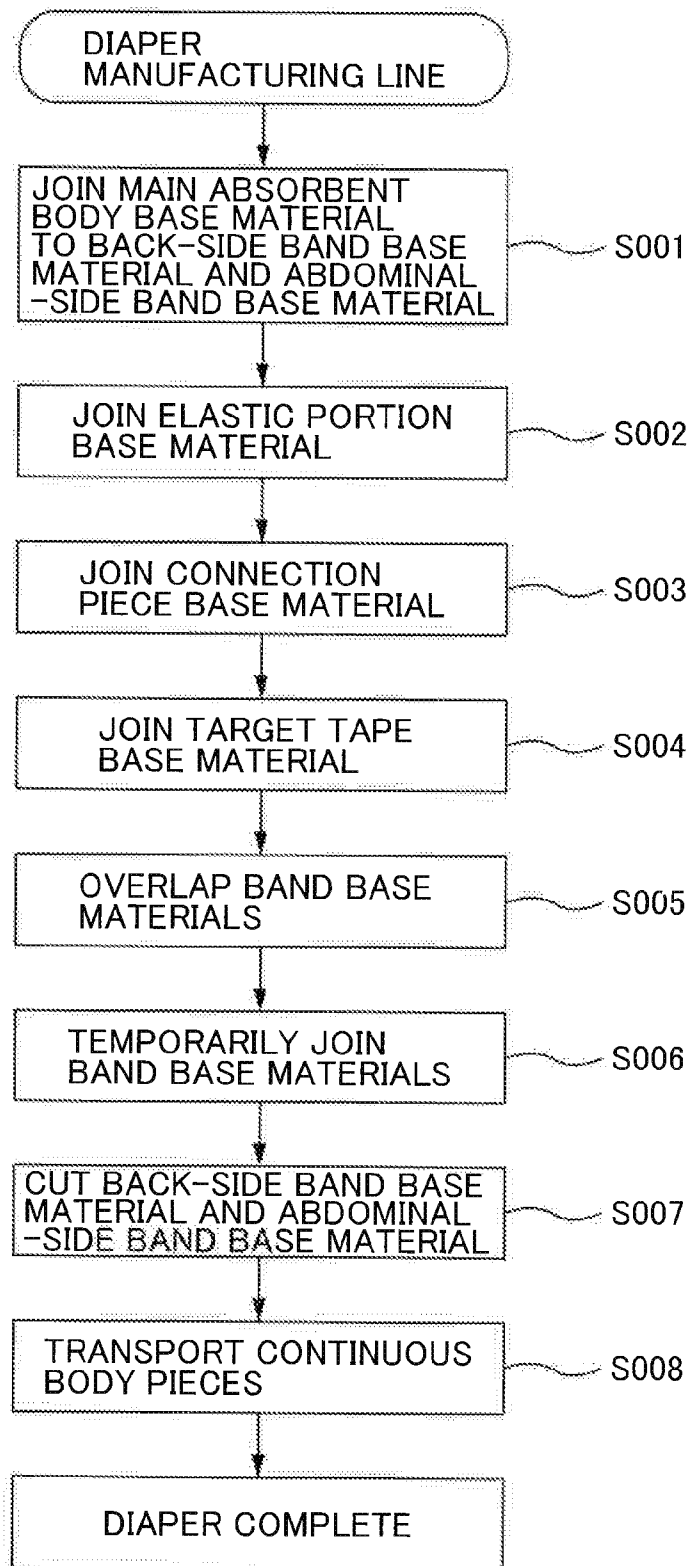 DIAPER
MANUFACTURING LINE
JOIN MAIN ABSORBENT
BODY BASE MATERIAL
TO BACK-SIDE BAND BASE
MATERIAL AND ABDOMINAL
-SIDE BAND BASE MATERIAL
S001
JOIN ELASTIC PORTION
BASE MATERIAL
S002
JOIN CONNECTION
PIECE BASE MATERIAL
S003
JOIN TARGET TAPE
BASE MATERIAL
S004
OVERLAP BAND BASE
MATERIALS
S005
TEMPORARILY JOIN
BAND BASE MATERIALS
S006
CUT BACK-SIDE BAND BASE
MATERIAL AND ABDOMINAL
-SIDE BAND BASE MATERIAL
S007
TRANSPORT CONTINUOUS
BODY PIECES
S008
DIAPER COMPLETE